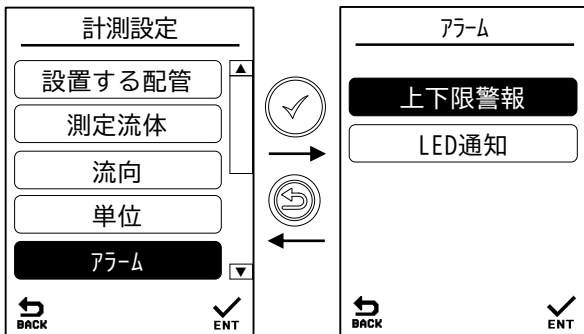 計測設定
設置する配管
測定流体
流向
単位
アラーム
BACK
ENT
アラーム
上下限警報
LED通知
BACK
ENT